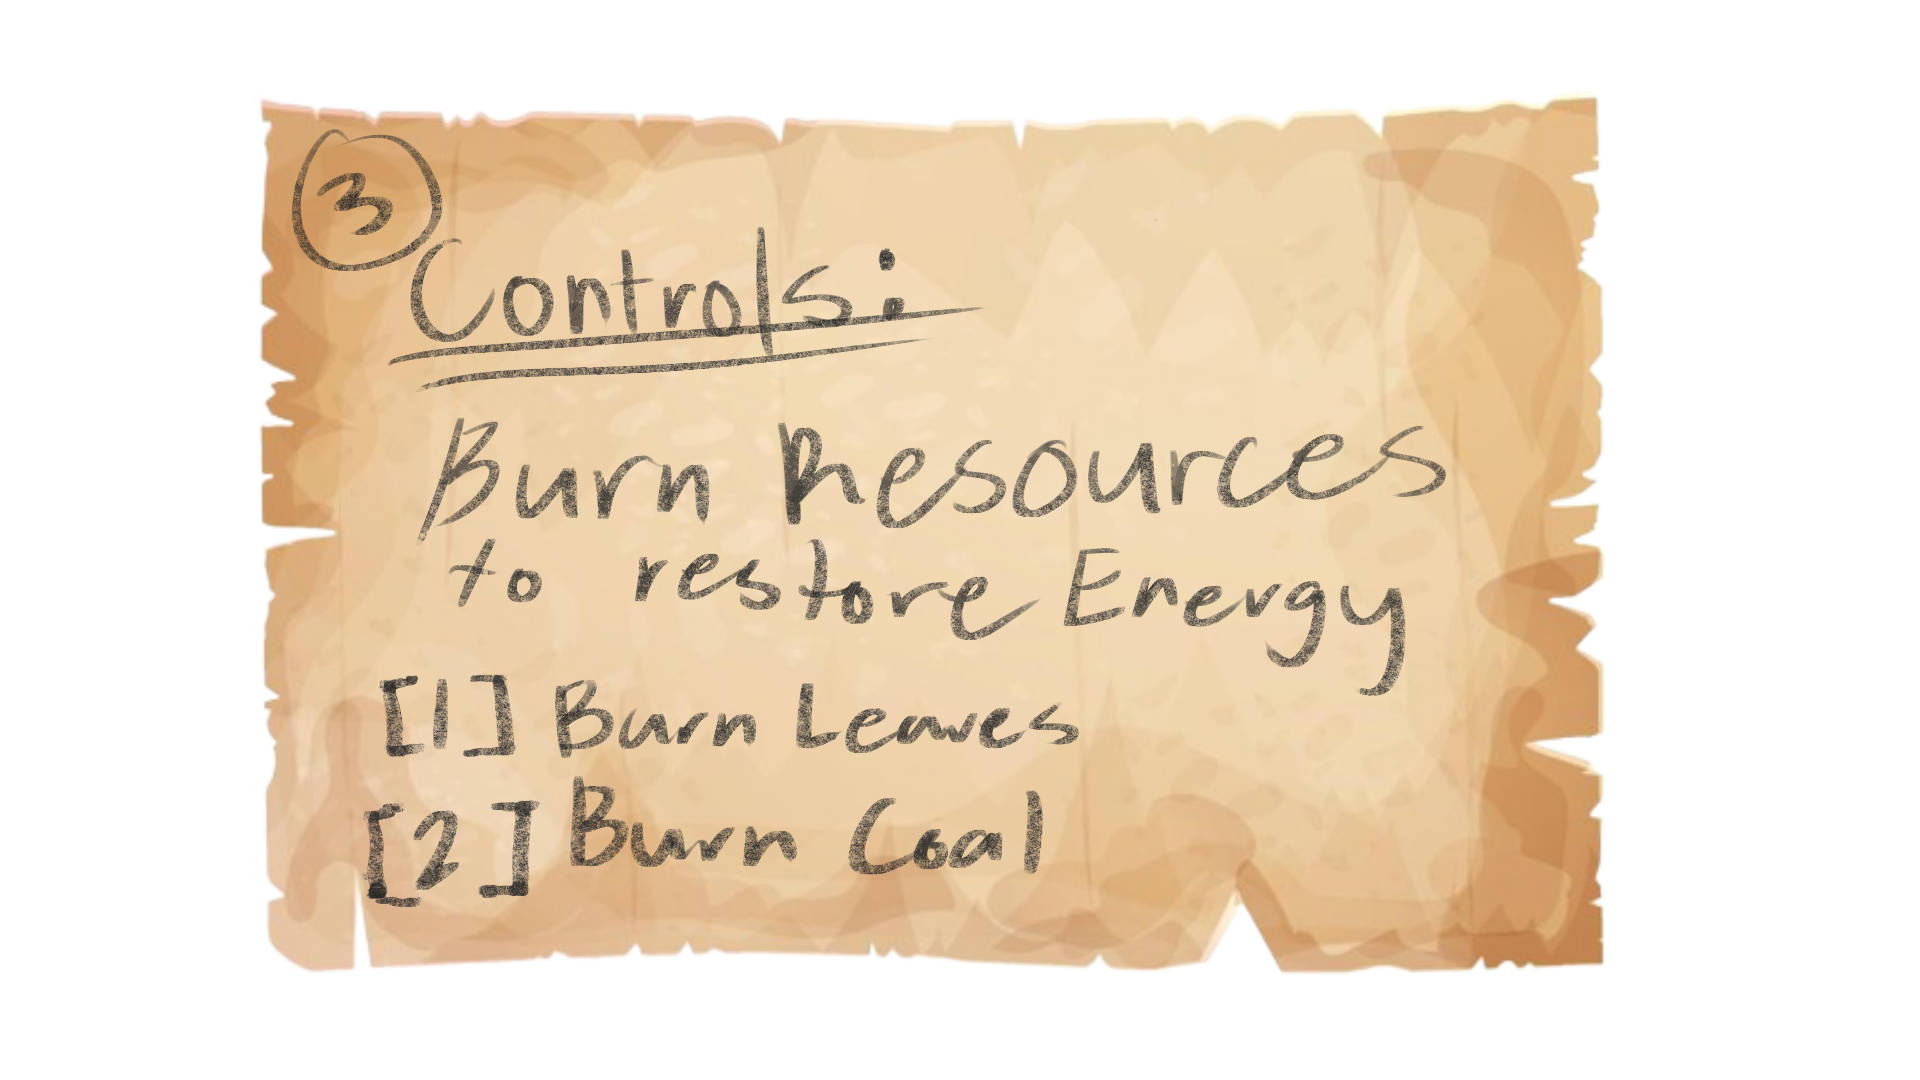 3
Controls:
Burn Resources
to restore Energy
[1] Burn Leaves
[2] Burn Coal